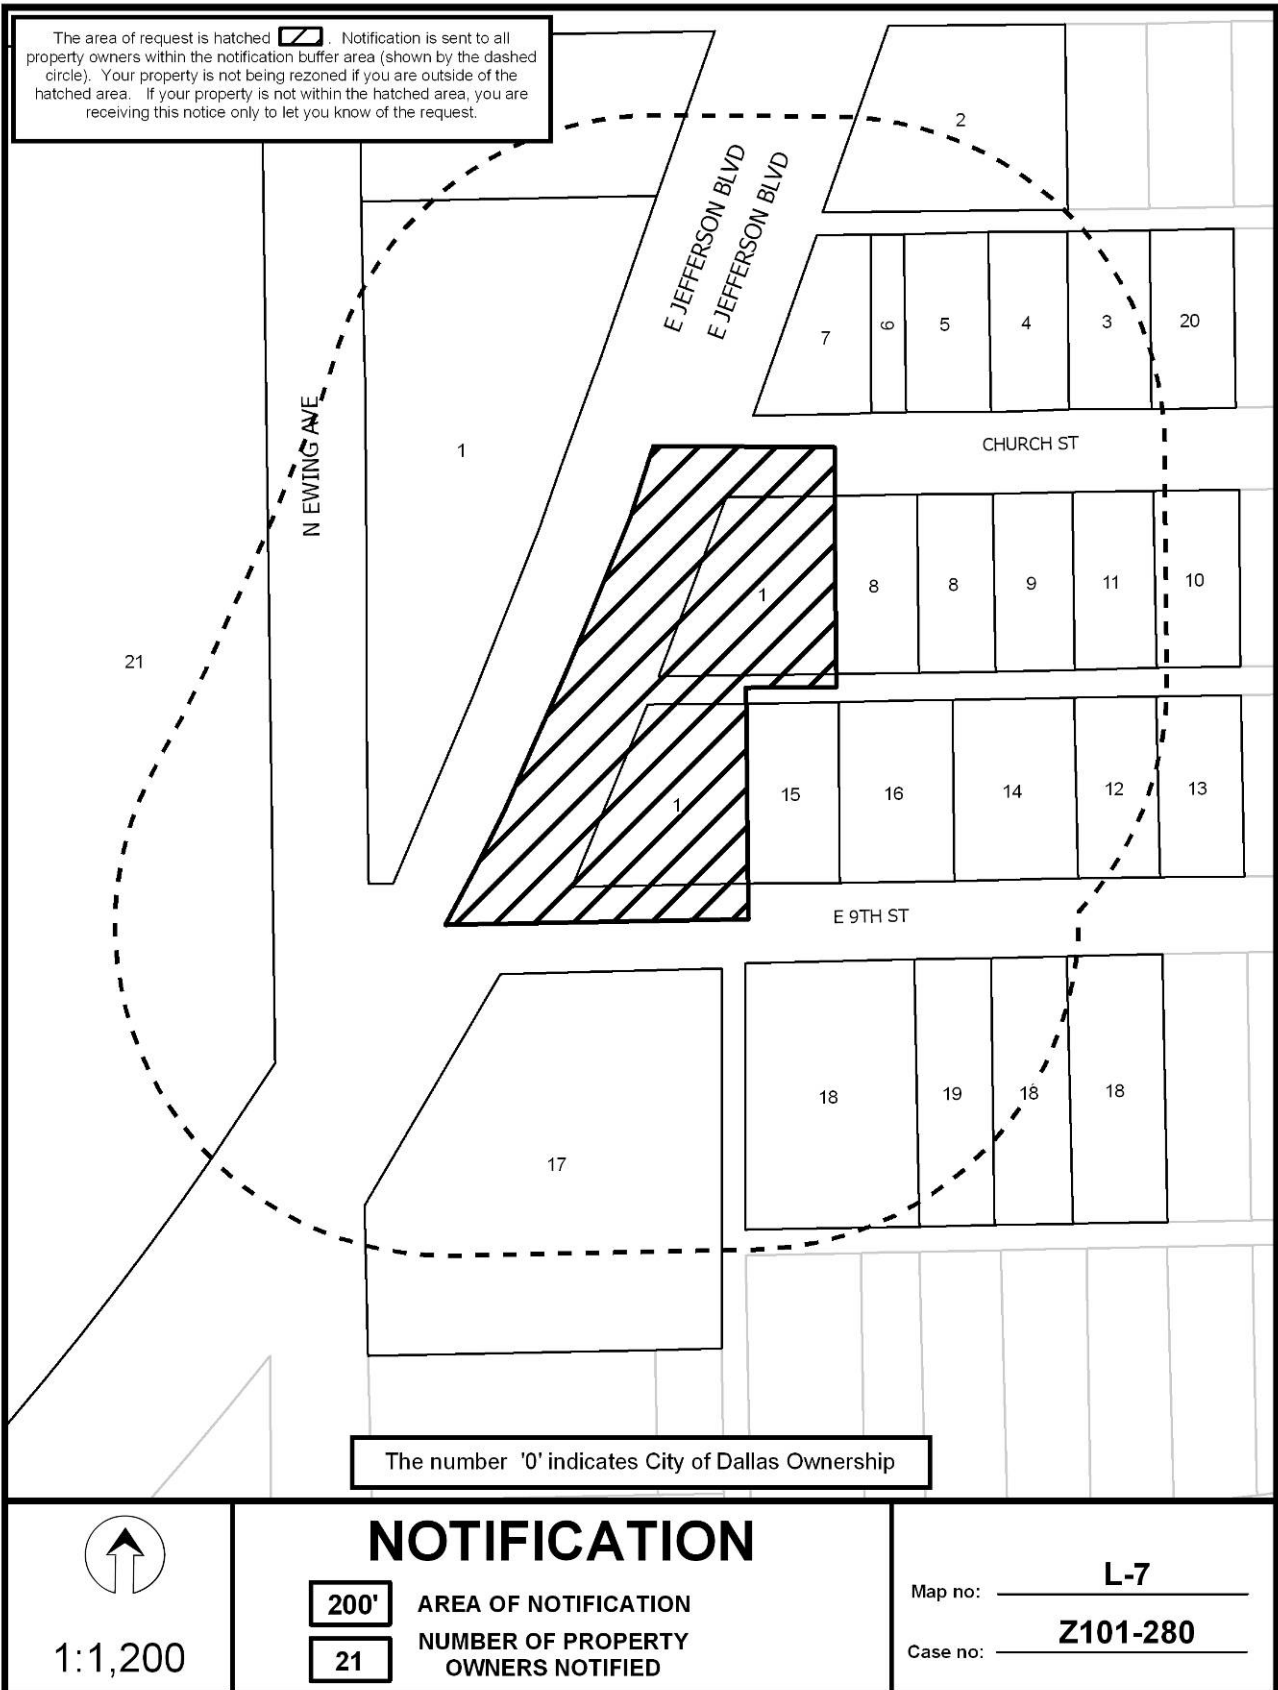 The area of request is hatched . Notification is sent to all
property owners within the notification buffer area (shown by the dashed
circle). Your property is not being rezoned if you are outside of the
hatched area. If your property is not within the hatched area, you are
receiving this notice only to let you know of the request.
2
E JEFFERSON BLVD
E JEFFERSON BLVD
7
6
5
4
3
20
N EWING AVE
1
CHURCH ST
1
8
8
9
11
10
21
1
15
16
14
12
13
E 9TH ST
18
19
18
18
17
The number '0' indicates City of Dallas Ownership
1:1,200
NOTIFICATION
200' AREA OF NOTIFICATION
21 NUMBER OF PROPERTY
OWNERS NOTIFIED
Map no: L-7
Case no: Z101-280